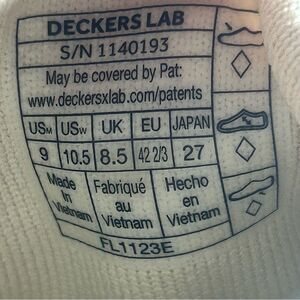 DECKERS LAB
S/N 1140193
May be covered by Pat:
www.deckersxlab.com/patents
USM USW UK EU JAPAN
9 10.5 8.5 42 2/3 27
Made In Vietnam
Fabriqué au Vietnam
Hecho en Vietnam
FL1123E